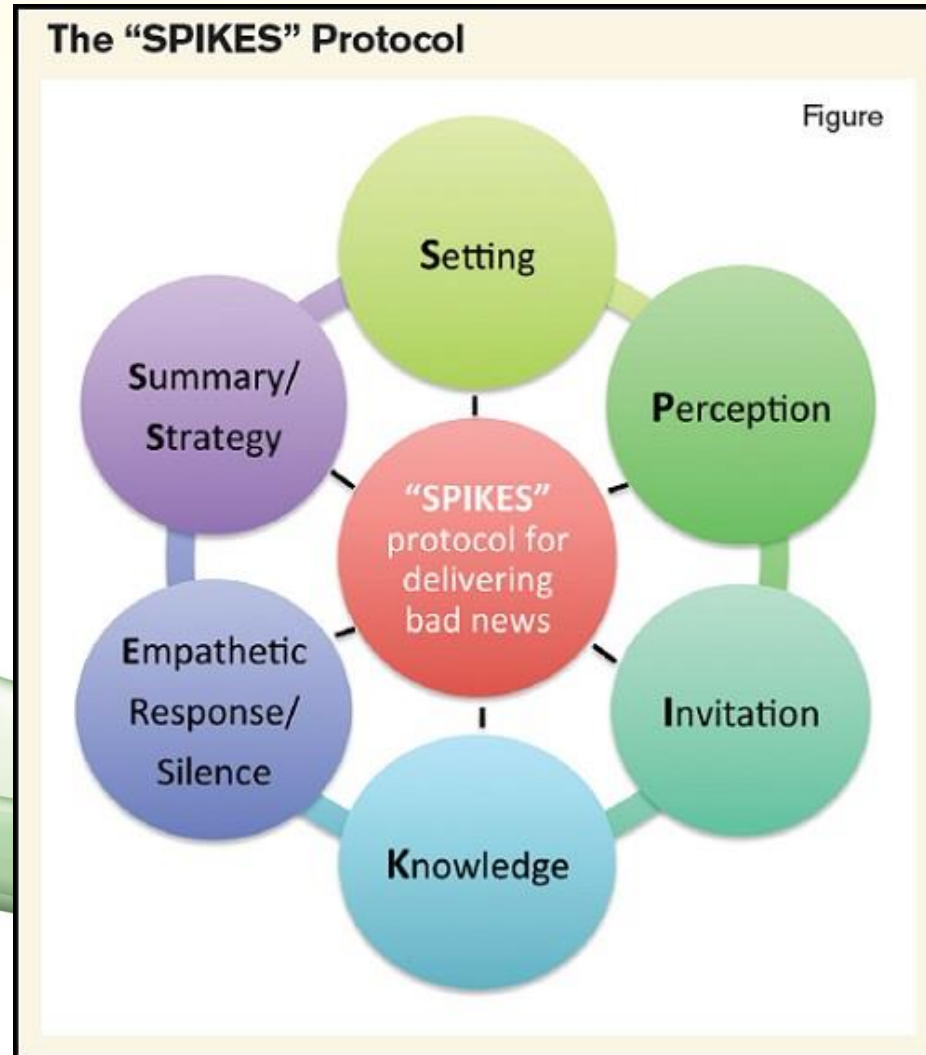 The “SPIKES” Protocol
Figure
Setting
Perception
Invitation
Knowledge
Empathetic
Response/
Silence
Summary/
Strategy
“SPIKES”
protocol for
delivering
bad news